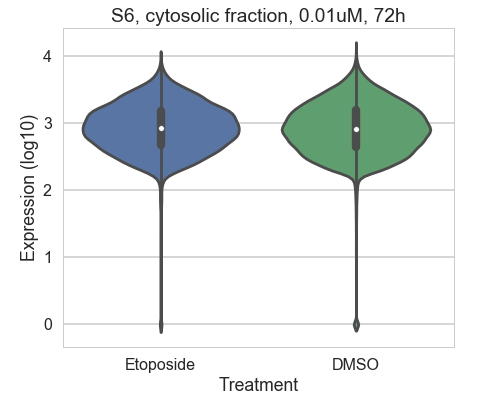 S6, cytosolic fraction, 0.01uM, 72h
Expression (log10)
4
3
2
1
0
Etoposide DMSO
Treatment